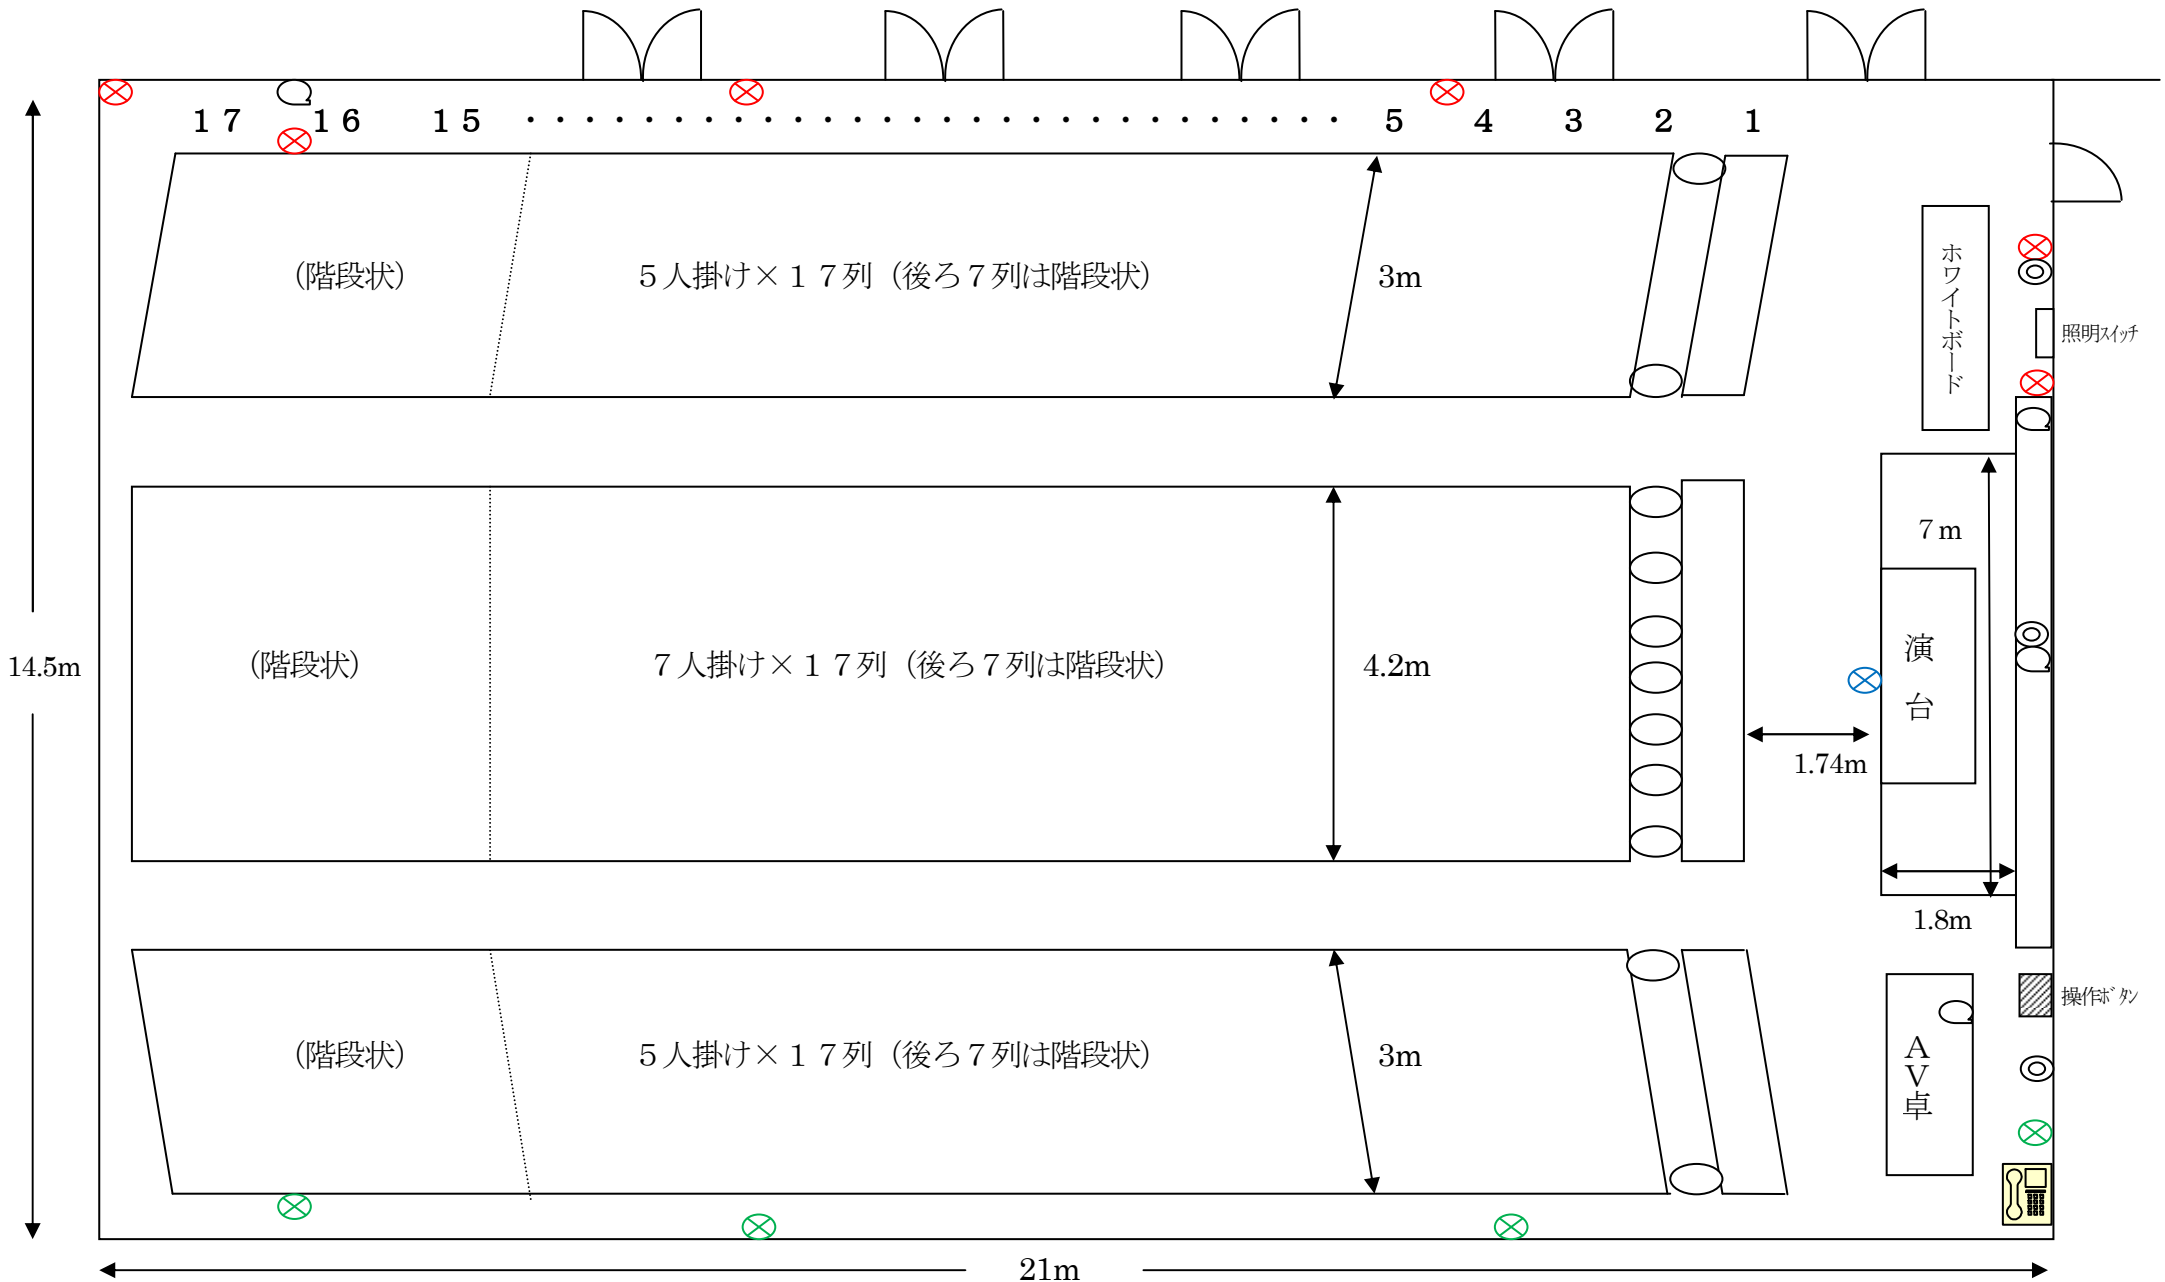 １７ １６ １５ ・・・・・・・・・・・・・・・・・・・・・・・・・・・・ ５ ４ ３ ２ １
（階段状） ５人掛け×１７列（後ろ７列は階段状） 3m
ホワイトボード
照明スイッチ
７ｍ
14.5m
（階段状） ７人掛け×１７列（後ろ７列は階段状） 4.2m
演台
1.74m
1.8m
操作ボタン
（階段状） ５人掛け×１７列（後ろ７列は階段状） 3m
ＡＶ卓
21m